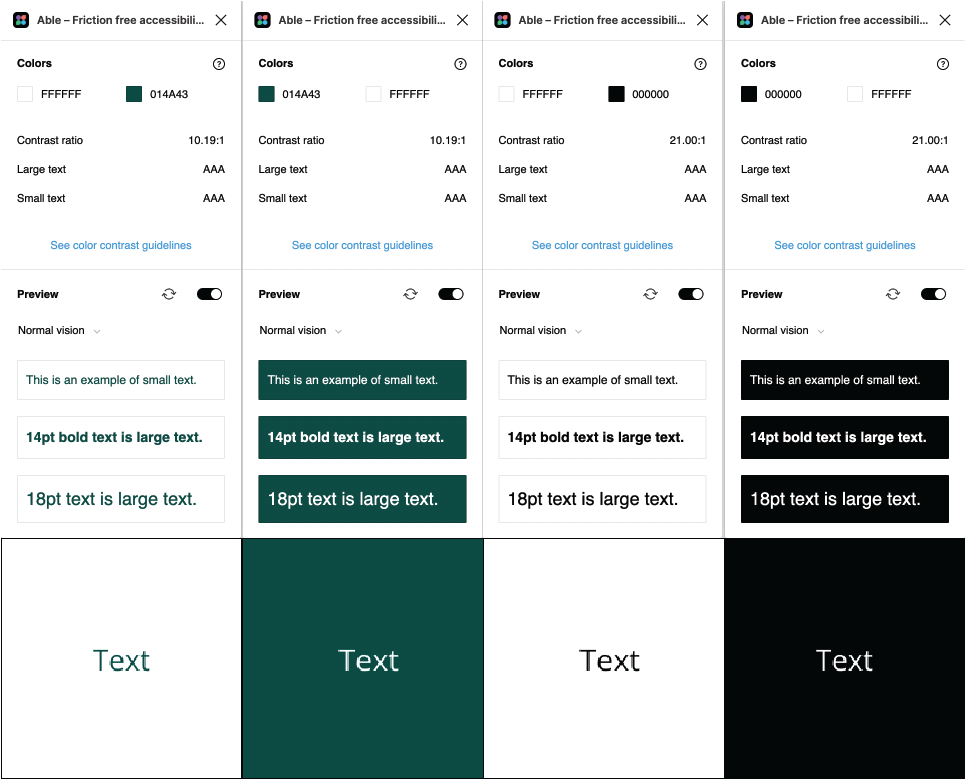 Able – Friction free accessibili...
Colors
FFFFFF 014A43
Contrast ratio 10.19:1
Large text AAA
Small text AAA
See color contrast guidelines
Preview
Normal vision
This is an example of small text.
14pt bold text is large text.
18pt text is large text.
Text
Able – Friction free accessibili...
Colors
014A43 FFFFFF
Contrast ratio 10.19:1
Large text AAA
Small text AAA
See color contrast guidelines
Preview
Normal vision
This is an example of small text.
14pt bold text is large text.
18pt text is large text.
Text
Able – Friction free accessibili...
Colors
FFFFFF 000000
Contrast ratio 21.00:1
Large text AAA
Small text AAA
See color contrast guidelines
Preview
Normal vision
This is an example of small text.
14pt bold text is large text.
18pt text is large text.
Text
Able – Friction free accessibili...
Colors
000000 FFFFFF
Contrast ratio 21.00:1
Large text AAA
Small text AAA
See color contrast guidelines
Preview
Normal vision
This is an example of small text.
14pt bold text is large text.
18pt text is large text.
Text